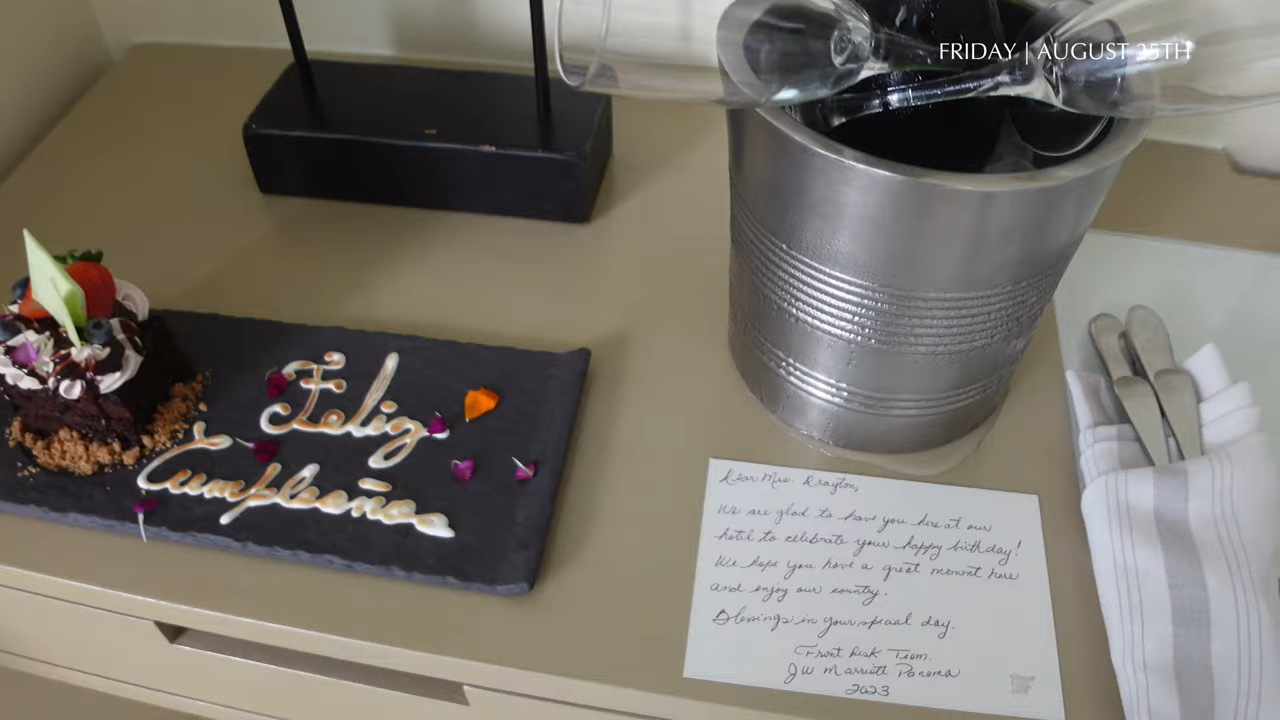 FRIDAY | AUGUST 25TH
Feliz
Cumpleaños
Dear Mrs. Drayton,
We are glad to have you here at our
hotel to celebrate your happy birthday!
We hope you have a great moment here
and enjoy our country.
Blessings in your special day.
Front Desk Team.
JW Marriott Panama
2023